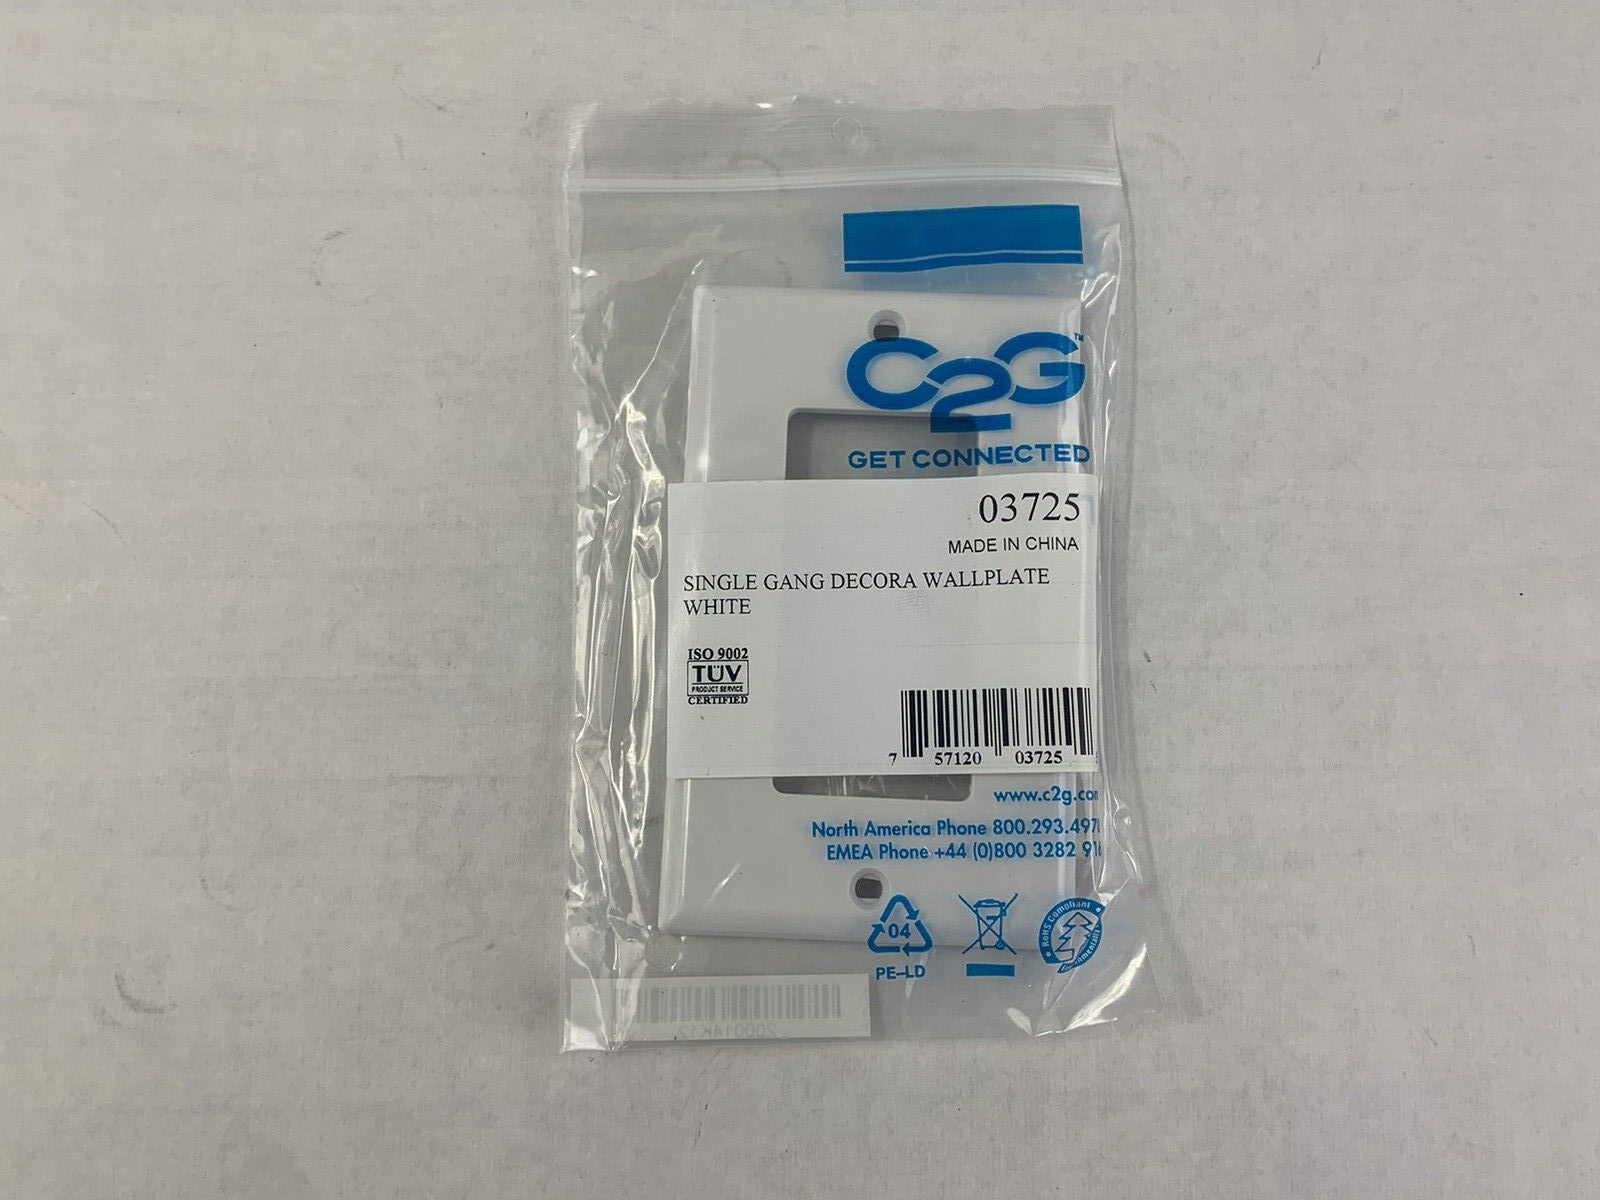 C2G™
GET CONNECTED
03725
MADE IN CHINA
SINGLE GANG DECORA WALLPLATE
WHITE
ISO 9002
TÜV
PRODUCT SERVICE
CERTIFIED
7 57120 03725
www.c2g.com
North America Phone 800.293.497
EMEA Phone +44 (0)800 3282 91
04
PE-LD
RoHS Compliant
200014K12